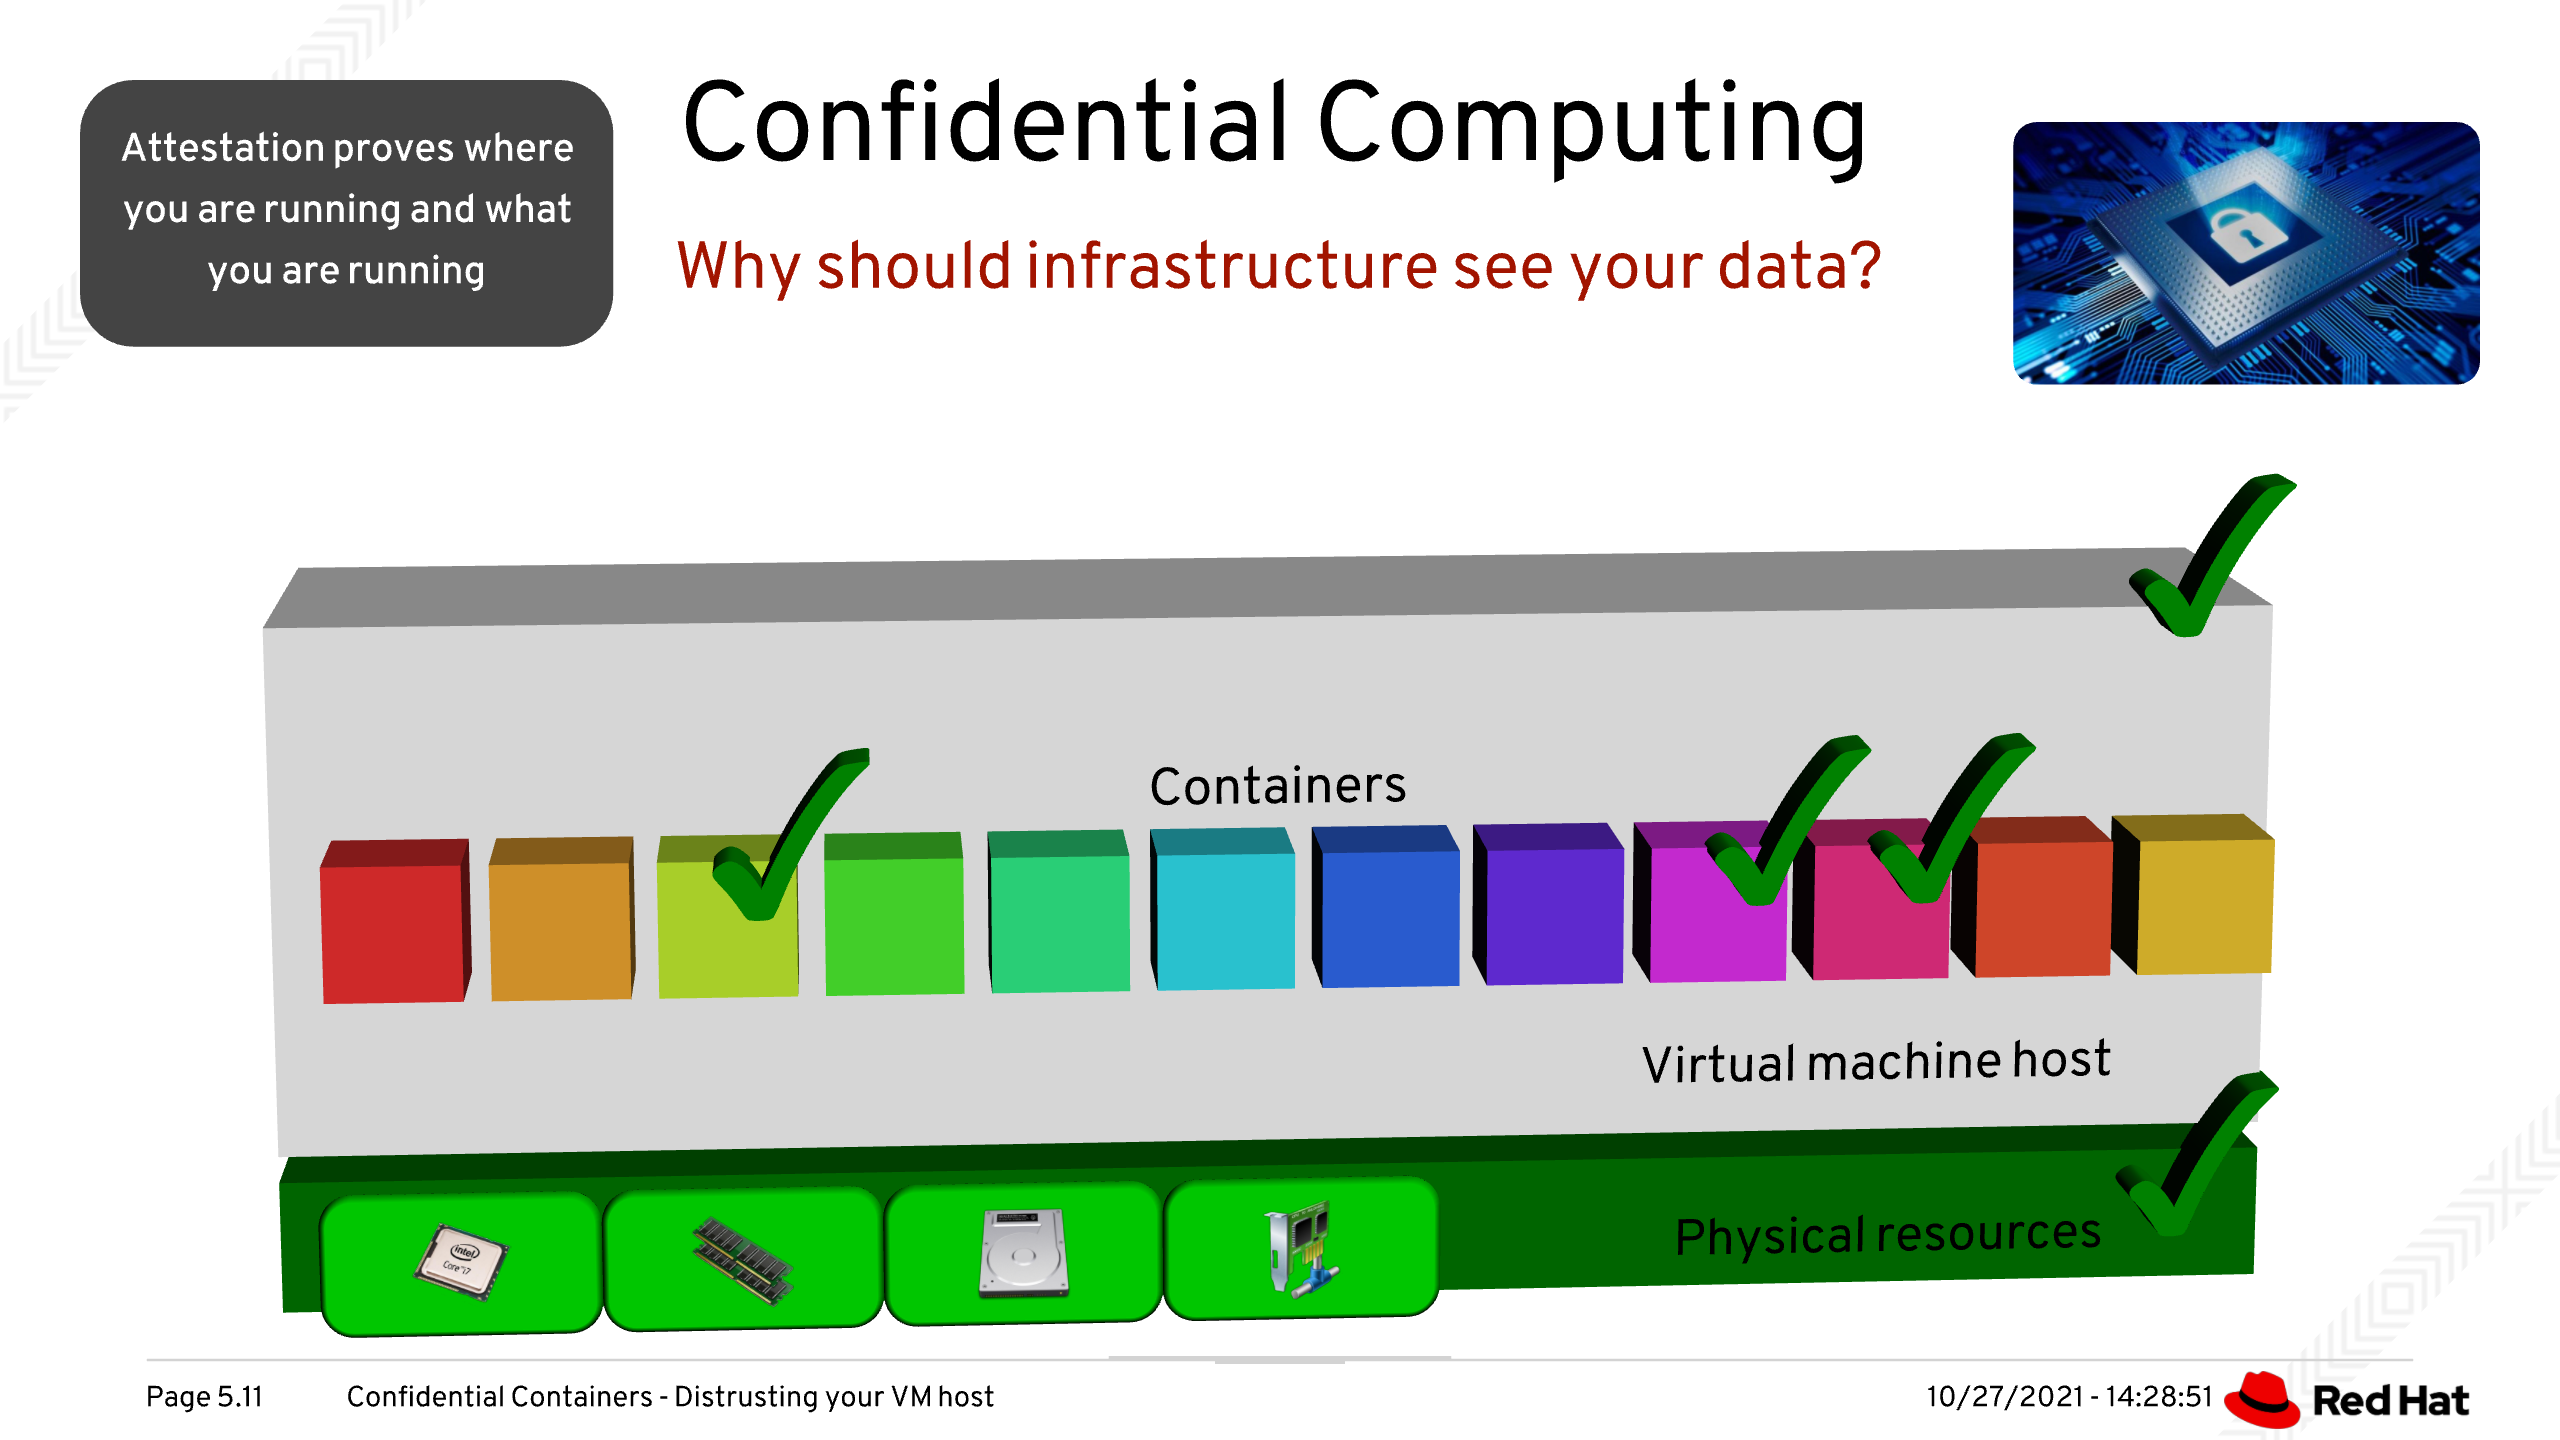 Attestation proves where
you are running and what
you are running
Confidential Computing
Why should infrastructure see your data?
Containers
Virtual machine host
Physical resources
intel
Core™i7
Page 5.11
Confidential Containers - Distrusting your VM host
10/27/2021 - 14:28:51
Red Hat